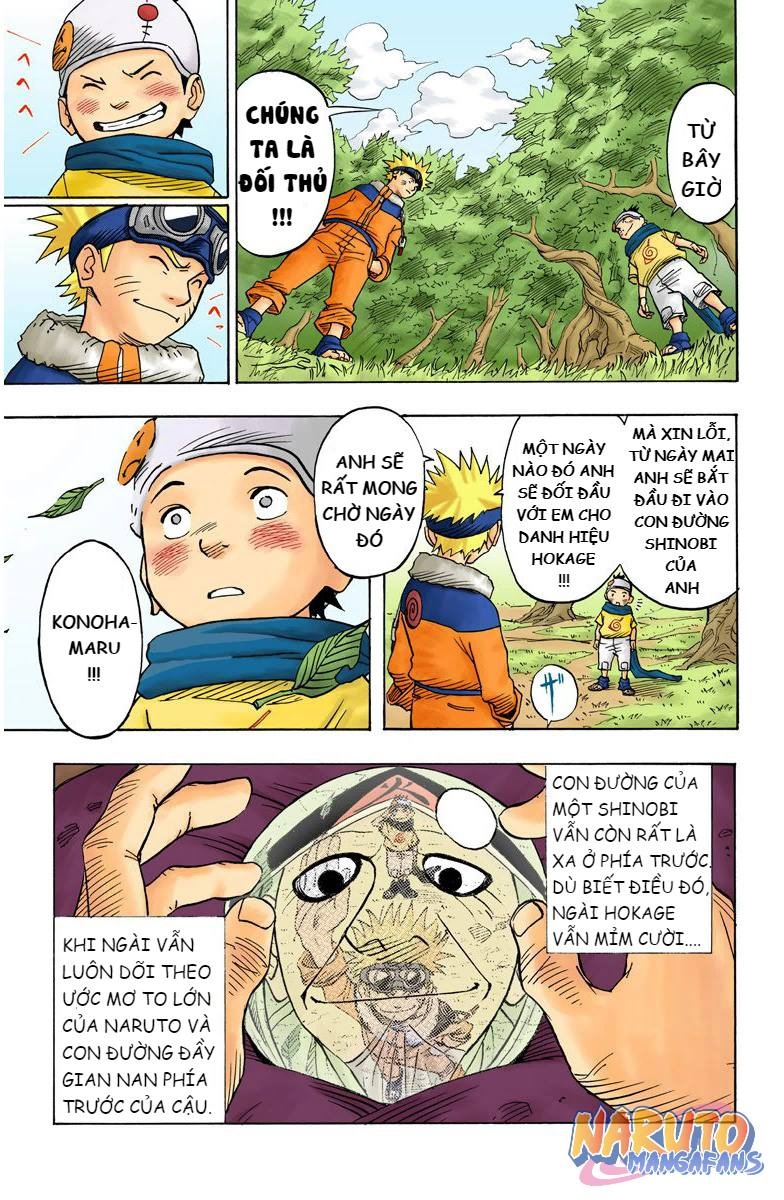 TỪ
BÂY
GIỜ
CHÚNG
TA LÀ
ĐỐI THỦ
!!!
MÀ XIN LỖI,
TỪ NGÀY MAI
ANH SẼ BẮT
ĐẦU ĐI VÀO
CON ĐƯỜNG
SHINOBI
CỦA
ANH
MỘT NGÀY
NÀO ĐÓ ANH
SẼ ĐỐI ĐẦU
VỚI EM CHO
DANH HIỆU
HOKAGE
!!!
ANH SẼ
RẤT MONG
CHỜ NGÀY
ĐÓ
KONOHA-
MARU
!!!
CON ĐƯỜNG CỦA
MỘT SHINOBI
VẪN CÒN RẤT LÀ
XA Ở PHÍA TRƯỚC.
DÙ BIẾT ĐIỀU ĐÓ,
NGÀI HOKAGE
VẪN MỈM CƯỜI....
KHI NGÀI VẪN
LUÔN DÕI THEO
ƯỚC MƠ TO LỚN
CỦA NARUTO VÀ
CON ĐƯỜNG ĐẦY
GIAN NAN PHÍA
TRƯỚC CỦA CẬU.
火
NARUTO
MANGAFANS